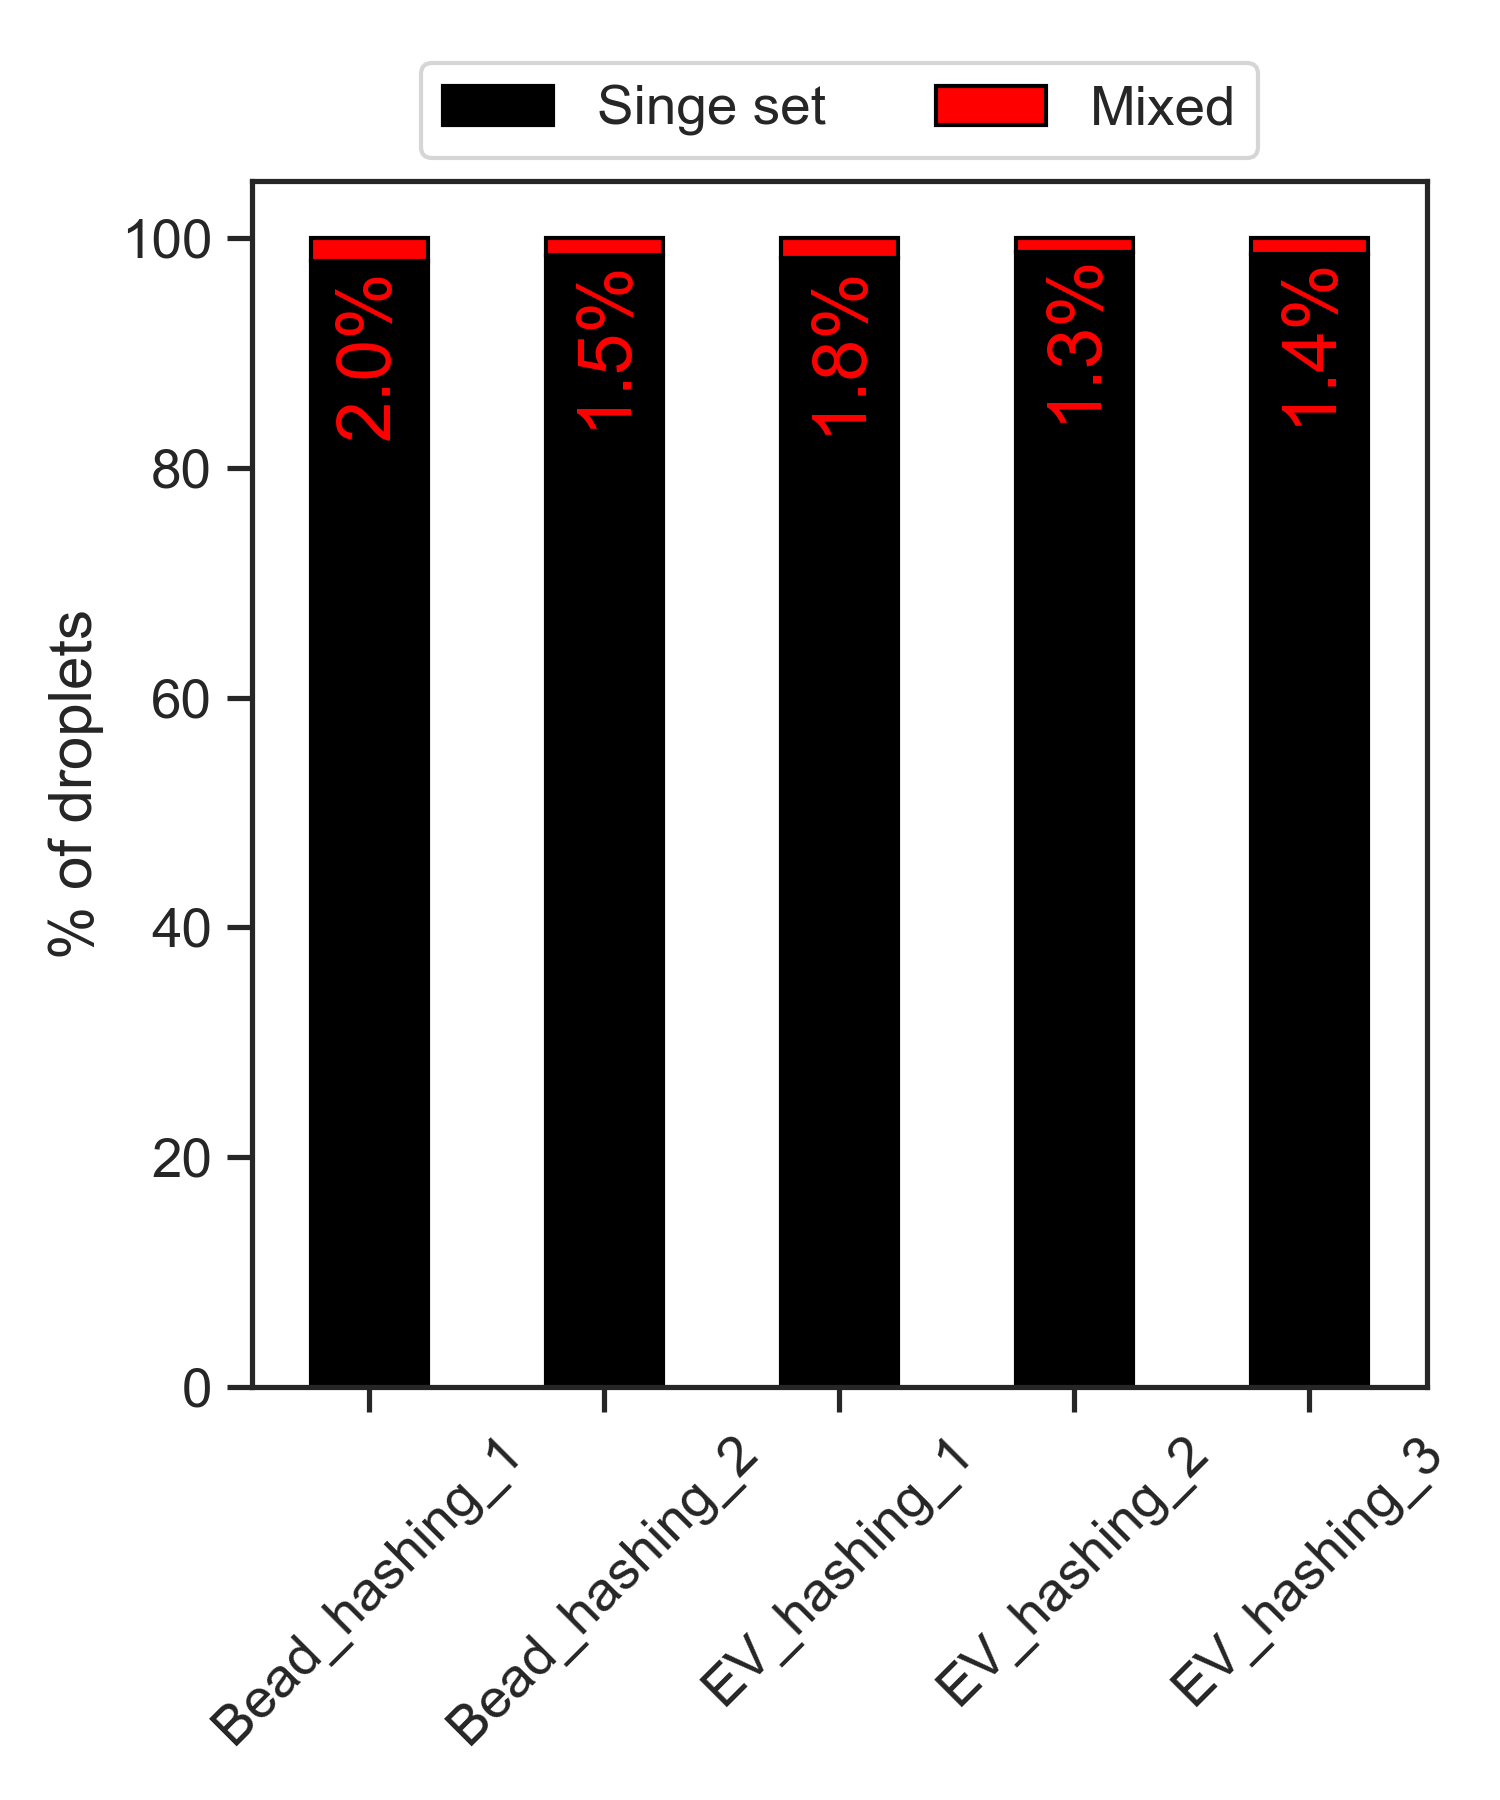 Singe set
Mixed
% of droplets
100
80
60
40
20
0
2.0%
1.5%
1.8%
1.3%
1.4%
Bead_hashing_1
Bead_hashing_2
EV_hashing_1
EV_hashing_2
EV_hashing_3